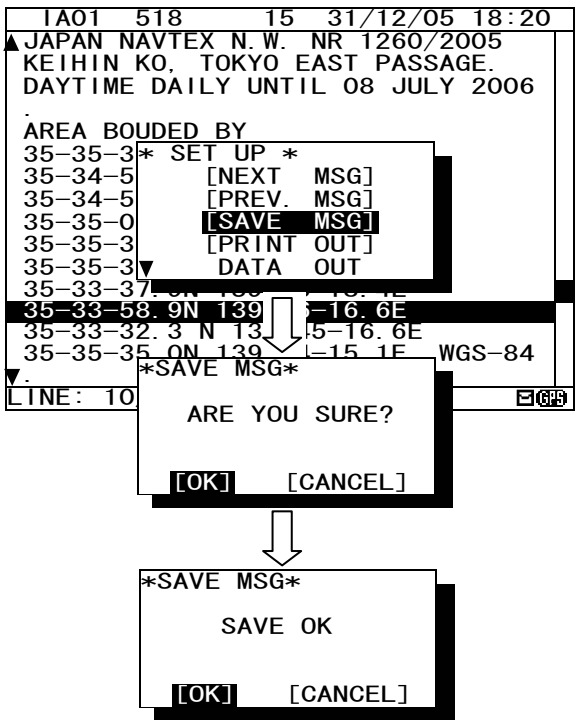 IA01 518 15 31/12/05 18:20
▲JAPAN NAVTEX N.W. NR 1260/2005
KEIHIN KO, TOKYO EAST PASSAGE.
DAYTIME DAILY UNTIL 08 JULY 2006
.
AREA BOUDED BY
35-35-3
35-34-5
35-34-5
35-35-0
35-35-3
35-35-3
35-33-37.
35-33-58.9N 139 -16.6E
35-33-32.3 N 13 45-16.6E
35-35-35.0N 139 -15.1E WGS-84
▼.
LINE: 10
GPS
* SET UP *
[NEXT MSG]
[PREV. MSG]
[SAVE MSG]
[PRINT OUT]
▼ DATA OUT
*SAVE MSG*
ARE YOU SURE?
[OK] [CANCEL]
*SAVE MSG*
SAVE OK
[OK] [CANCEL]